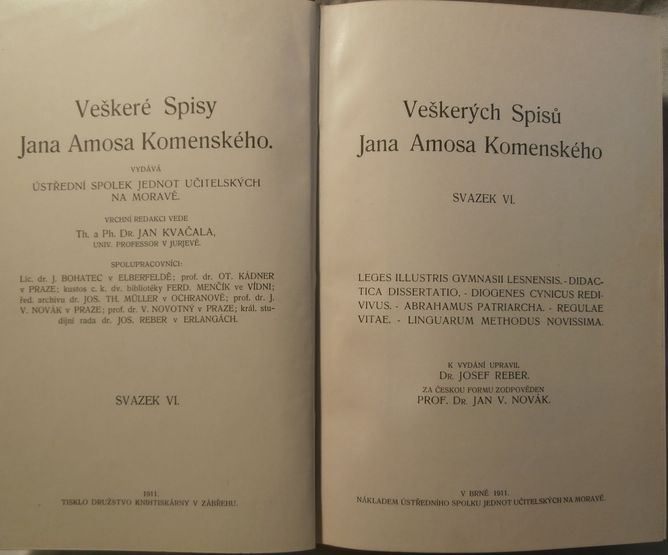 Veškeré Spisy
Jana Amosa Komenského.
VYDÁVÁ
ÚSTŘEDNÍ SPOLEK JEDNOT UČITELSKÝCH
NA MORAVĚ.
VRCHNÍ REDAKCI VEDE
Th. a Ph. DR. JAN KVAČALA,
UNIV. PROFESSOR V JURJEVĚ.
SPOLUPRACOVNÍCI:
Lic. dr. J. BOHATEC v ELBERFELDĚ; prof. dr. OT. KÁDNER
v PRAZE; kustos c. k. dv. bibliotéky FERD. MENČÍK ve VÍDNI;
řed. archivu dr. JOS. TH. MÜLLER v OCHRANOVĚ; prof. dr. J.
V. NOVÁK v PRAZE; prof. dr. V. NOVOTNÝ v PRAZE; král. stu-
dijní rada dr. JOS. REBER v ERLANGÁCH.
SVAZEK VI.
1911.
TISKLO DRUŽSTVO KNIHTISKÁRNY V ZÁBŘEHU.
Veškerých Spisů
Jana Amosa Komenského
SVAZEK VI.
LEGES ILLUSTRIS GYMNASII LESNENSIS. - DIDAC-
TICA DISSERTATIO. - DIOGENES CYNICUS REDI-
VIVUS. - ABRAHAMUS PATRIARCHA. - REGULAE
VITAE. - LINGUARUM METHODUS NOVISSIMA.
K VYDÁNÍ UPRAVIL
DR. JOSEF REBER.
ZA ČESKOU FORMU ZODPOVĚDEN
PROF. DR. JAN V. NOVÁK.
V BRNĚ 1911.
NÁKLADEM ÚSTŘEDNÍHO SPOLKU JEDNOT UČITELSKÝCH NA MORAVĚ.